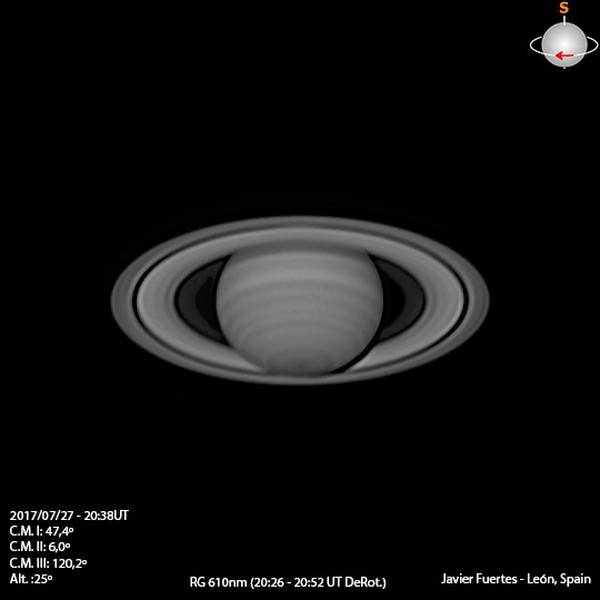 S
2017/07/27 - 20:38UT
C.M. I: 47,4º
C.M. II: 6,0º
C.M. III: 120,2º
Alt. :25º
RG 610nm (20:26 - 20:52 UT DeRot.)
Javier Fuertes - León, Spain